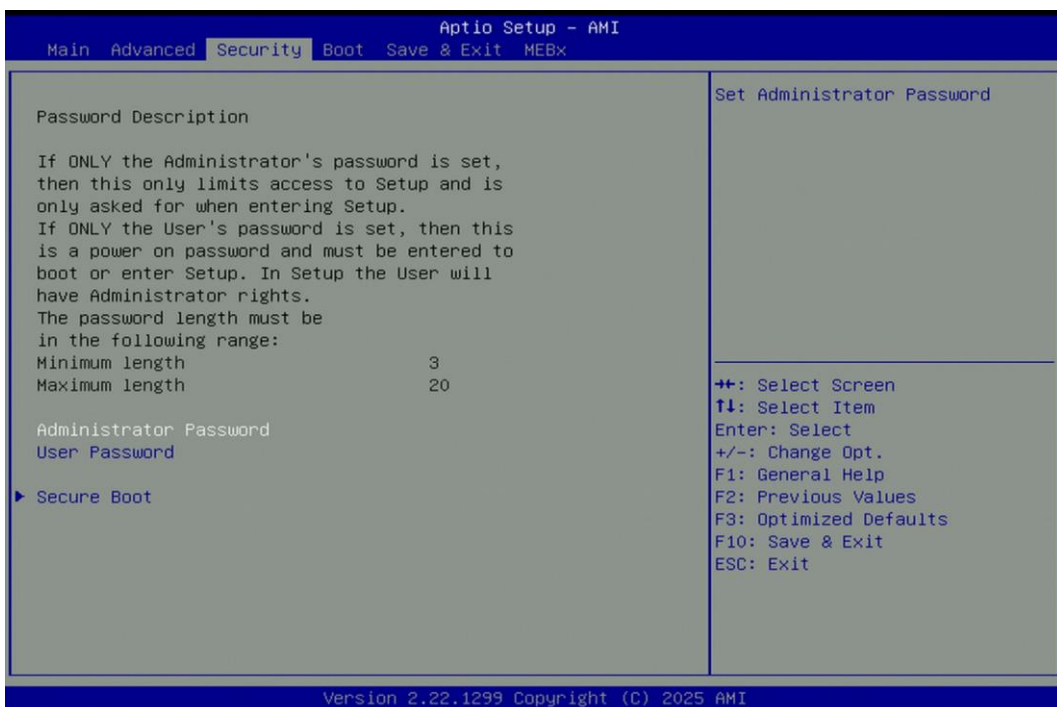 Aptio Setup – AMI
Main Advanced Security Boot Save & Exit MEBx
Password Description
If ONLY the Administrator's password is set,
then this only limits access to Setup and is
only asked for when entering Setup.
If ONLY the User's password is set, then this
is a power on password and must be entered to
boot or enter Setup. In Setup the User will
have Administrator rights.
The password length must be
in the following range:
Minimum length 3
Maximum length 20
Administrator Password
User Password
► Secure Boot
Set Administrator Password
→←: Select Screen
↑↓: Select Item
Enter: Select
+/-: Change Opt.
F1: General Help
F2: Previous Values
F3: Optimized Defaults
F10: Save & Exit
ESC: Exit
Version 2.22.1299 Copyright (C) 2025 AMI